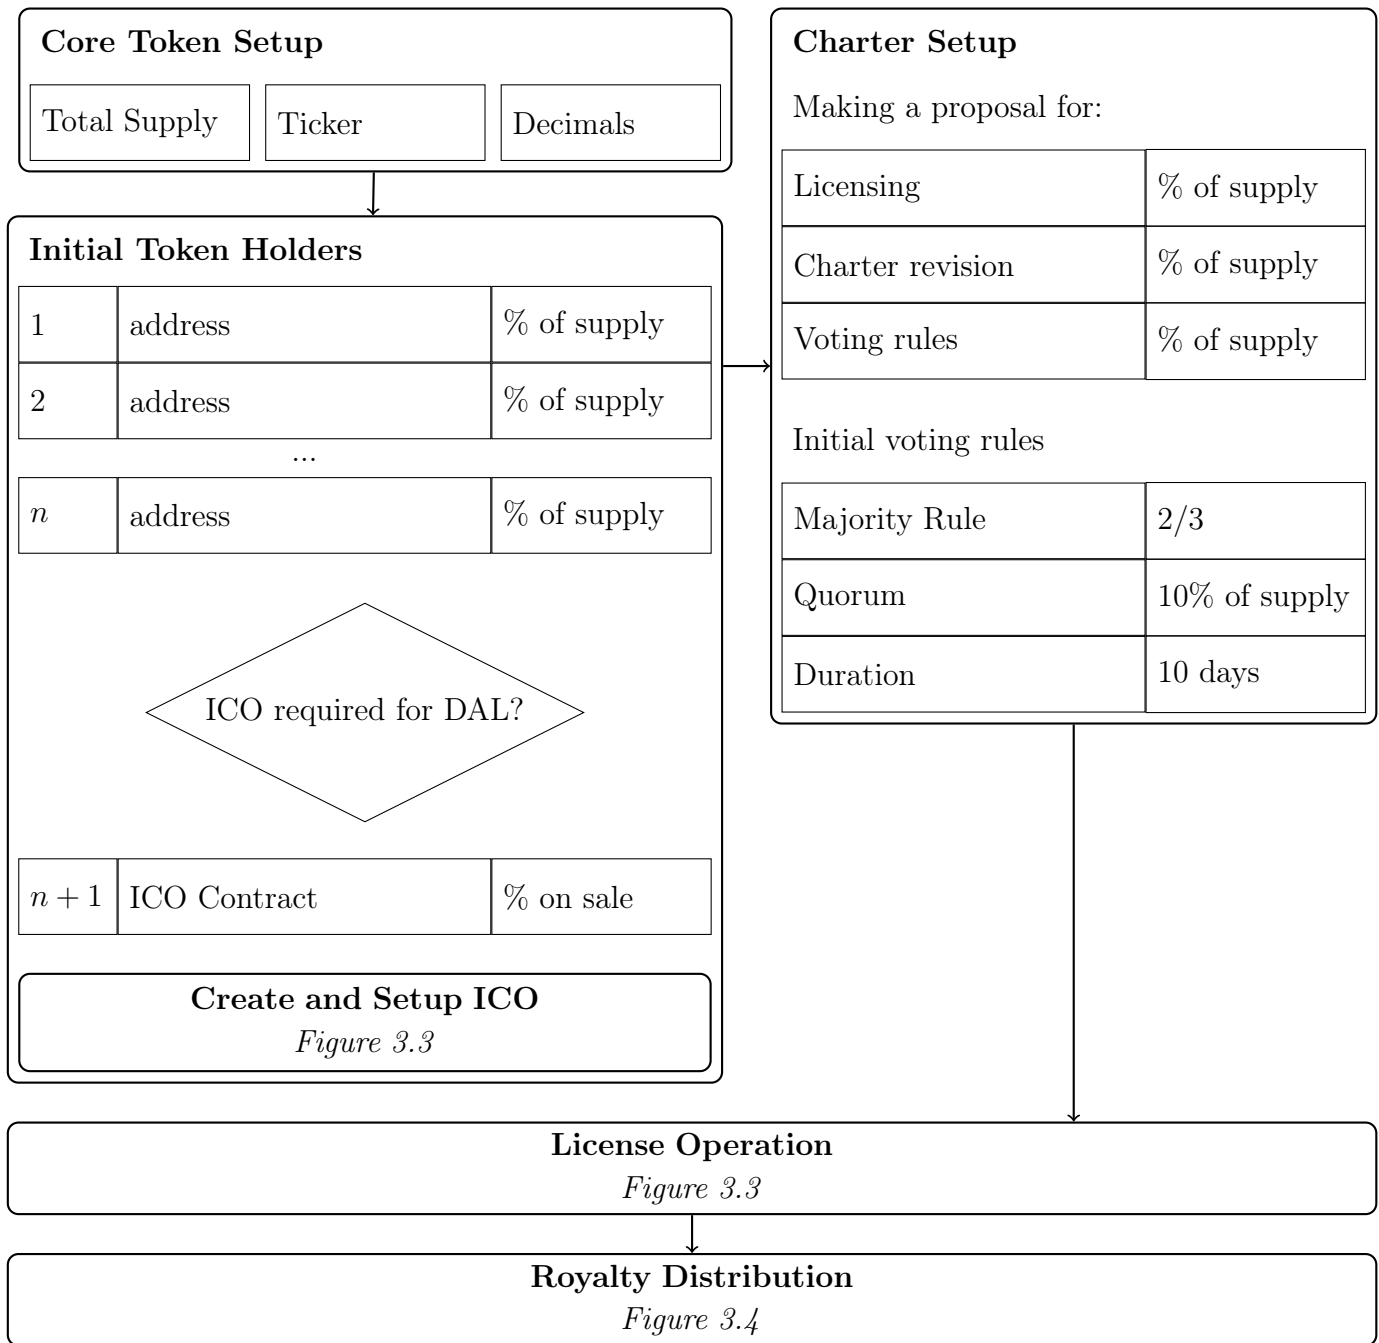 Core Token Setup
Total Supply
Ticker
Decimals
Initial Token Holders
1
address
% of supply
2
address
% of supply
...
n
address
% of supply
ICO required for DAL?
n + 1
ICO Contract
% on sale
Create and Setup ICO
Figure 3.3
Charter Setup
Making a proposal for:
Licensing
% of supply
Charter revision
% of supply
Voting rules
% of supply
Initial voting rules
Majority Rule
2/3
Quorum
10% of supply
Duration
10 days
License Operation
Figure 3.3
Royalty Distribution
Figure 3.4